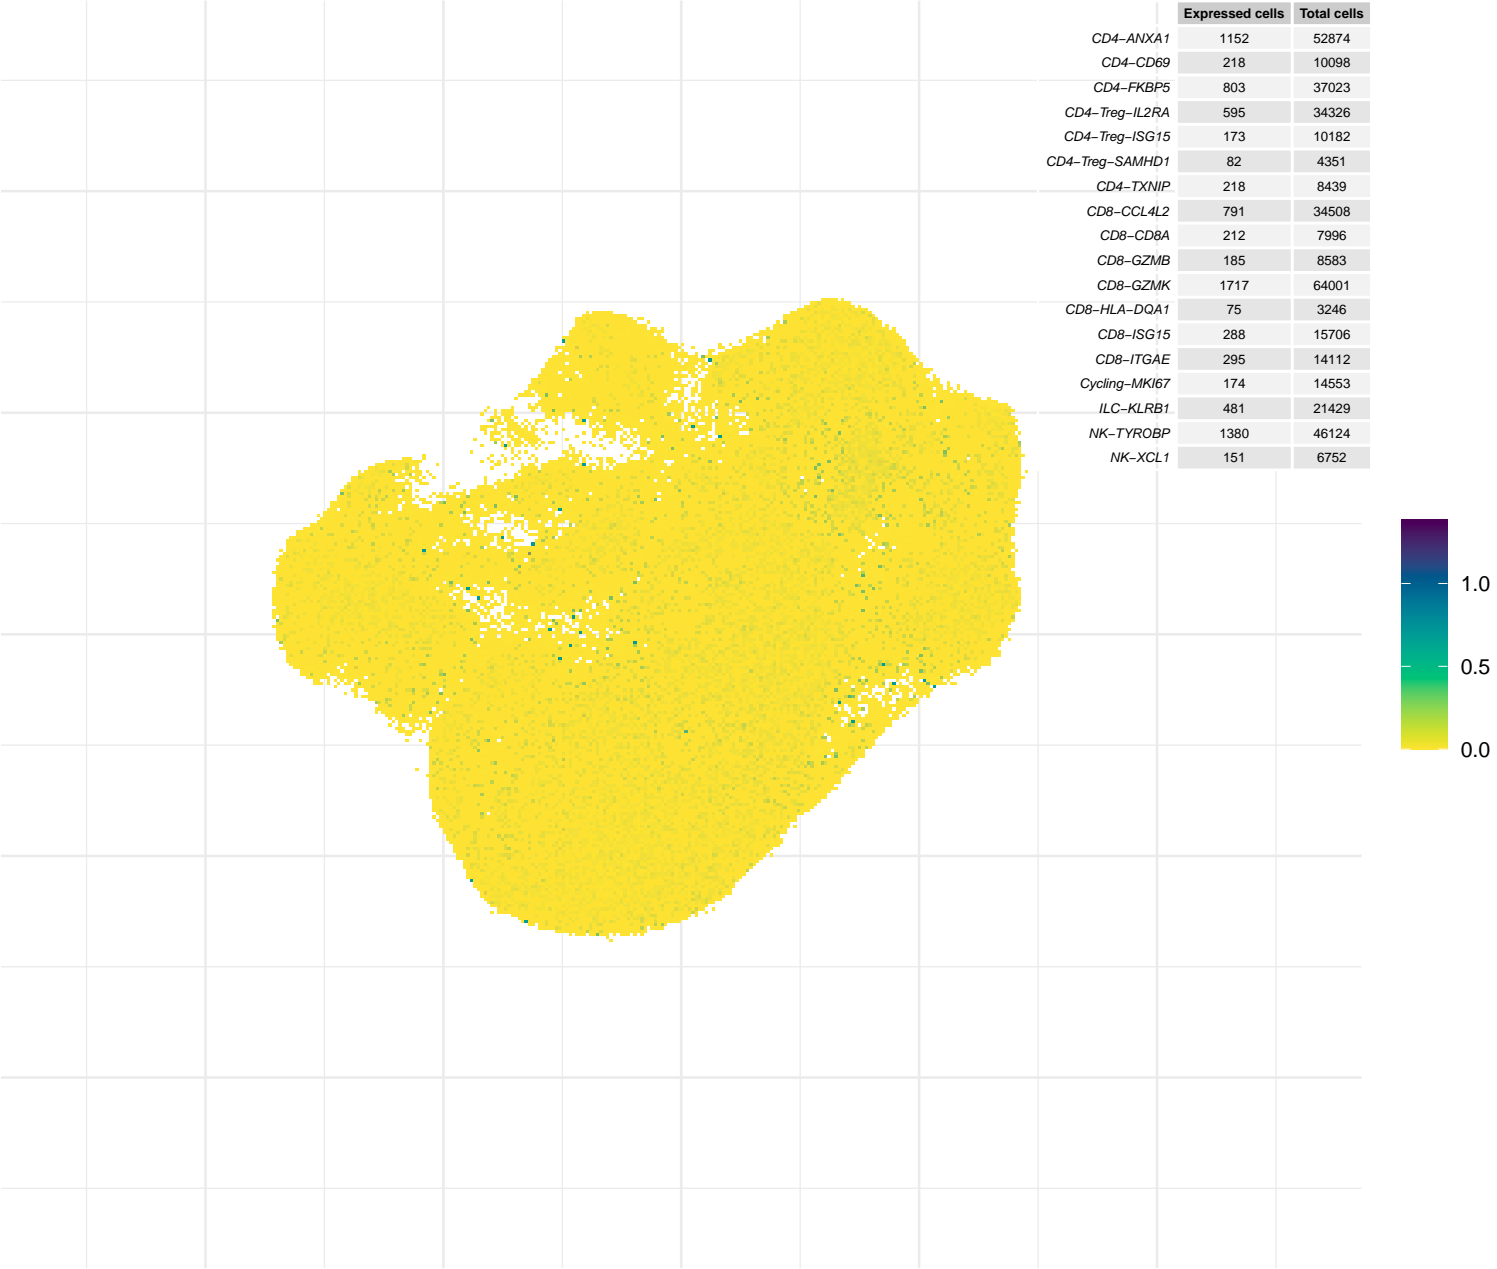 Expressed cells Total cells
CD4−ANXA1 1152 52874
CD4−CD69 218 10098
CD4−FKBP5 803 37023
CD4−Treg−IL2RA 595 34326
CD4−Treg−ISG15 173 10182
CD4−Treg−SAMHD1 82 4351
CD4−TXNIP 218 8439
CD8−CCL4L2 791 34508
CD8−CD8A 212 7996
CD8−GZMB 185 8583
CD8−GZMK 1717 64001
CD8−HLA−DQA1 75 3246
CD8−ISG15 288 15706
CD8−ITGAE 295 14112
Cycling−MKI67 174 14553
ILC−KLRB1 481 21429
NK−TYROBP 1380 46124
NK−XCL1 151 6752
1.0
0.5
0.0